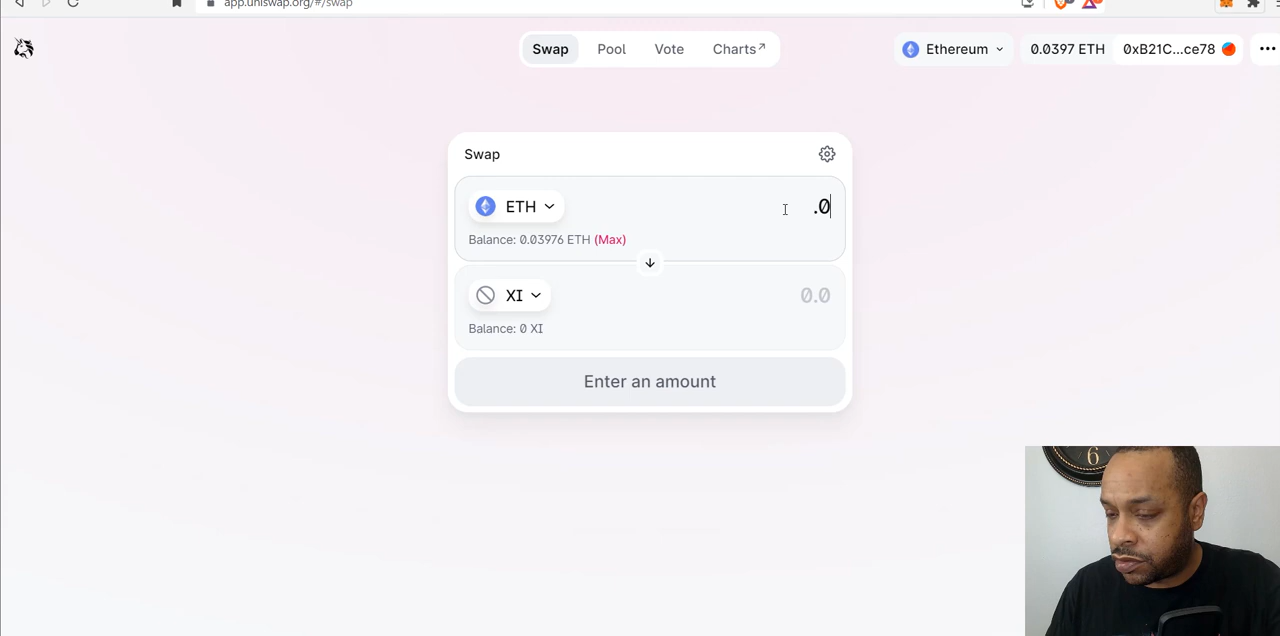 app.uniswap.org/#/swap
Swap Pool Vote Charts↗ Ethereum 0.0397 ETH 0xB21C...ce78
Swap
ETH .0
Balance: 0.03976 ETH (Max)
XI 0.0
Balance: 0 XI
Enter an amount
6